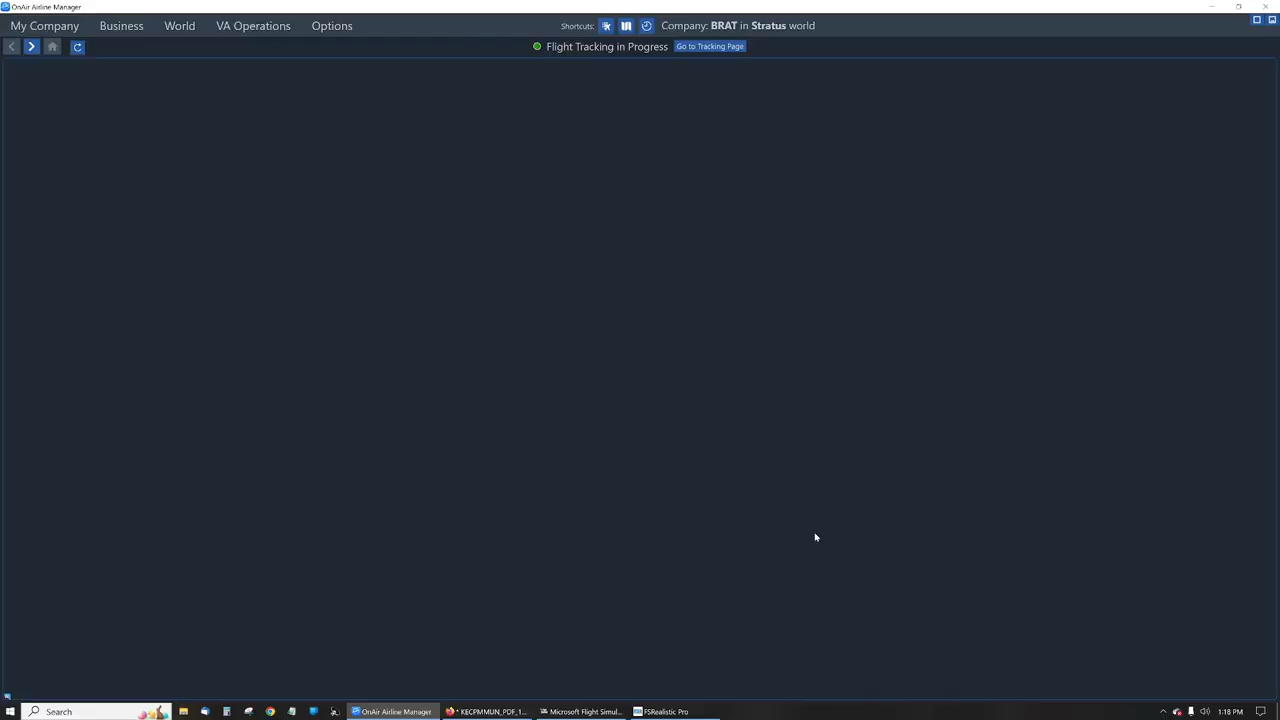 OnAir Airline Manager
My Company Business World VA Operations Options Shortcuts: Company: BRAT in Stratus world
Flight Tracking in Progress Go to Tracking Page
Search OnAir Airline Manager * KECPMMUN_PDF_1... Microsoft Flight Simul... FSRealistic Pro 1:18 PM